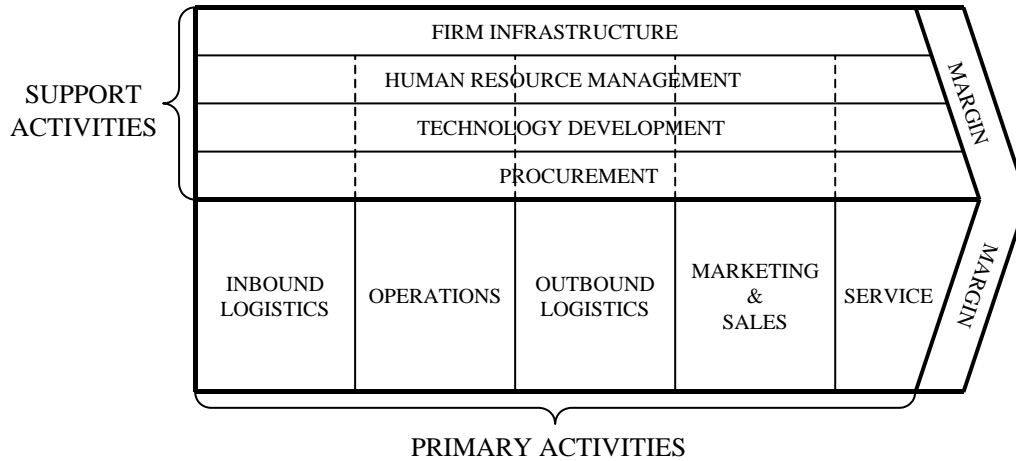 FIRM INFRASTRUCTURE
HUMAN RESOURCE MANAGEMENT
TECHNOLOGY DEVELOPMENT
PROCUREMENT
SUPPORT
ACTIVITIES
MARGIN
INBOUND
LOGISTICS
OPERATIONS
OUTBOUND
LOGISTICS
MARKETING
&
SALES
SERVICE
MARGIN
PRIMARY ACTIVITIES